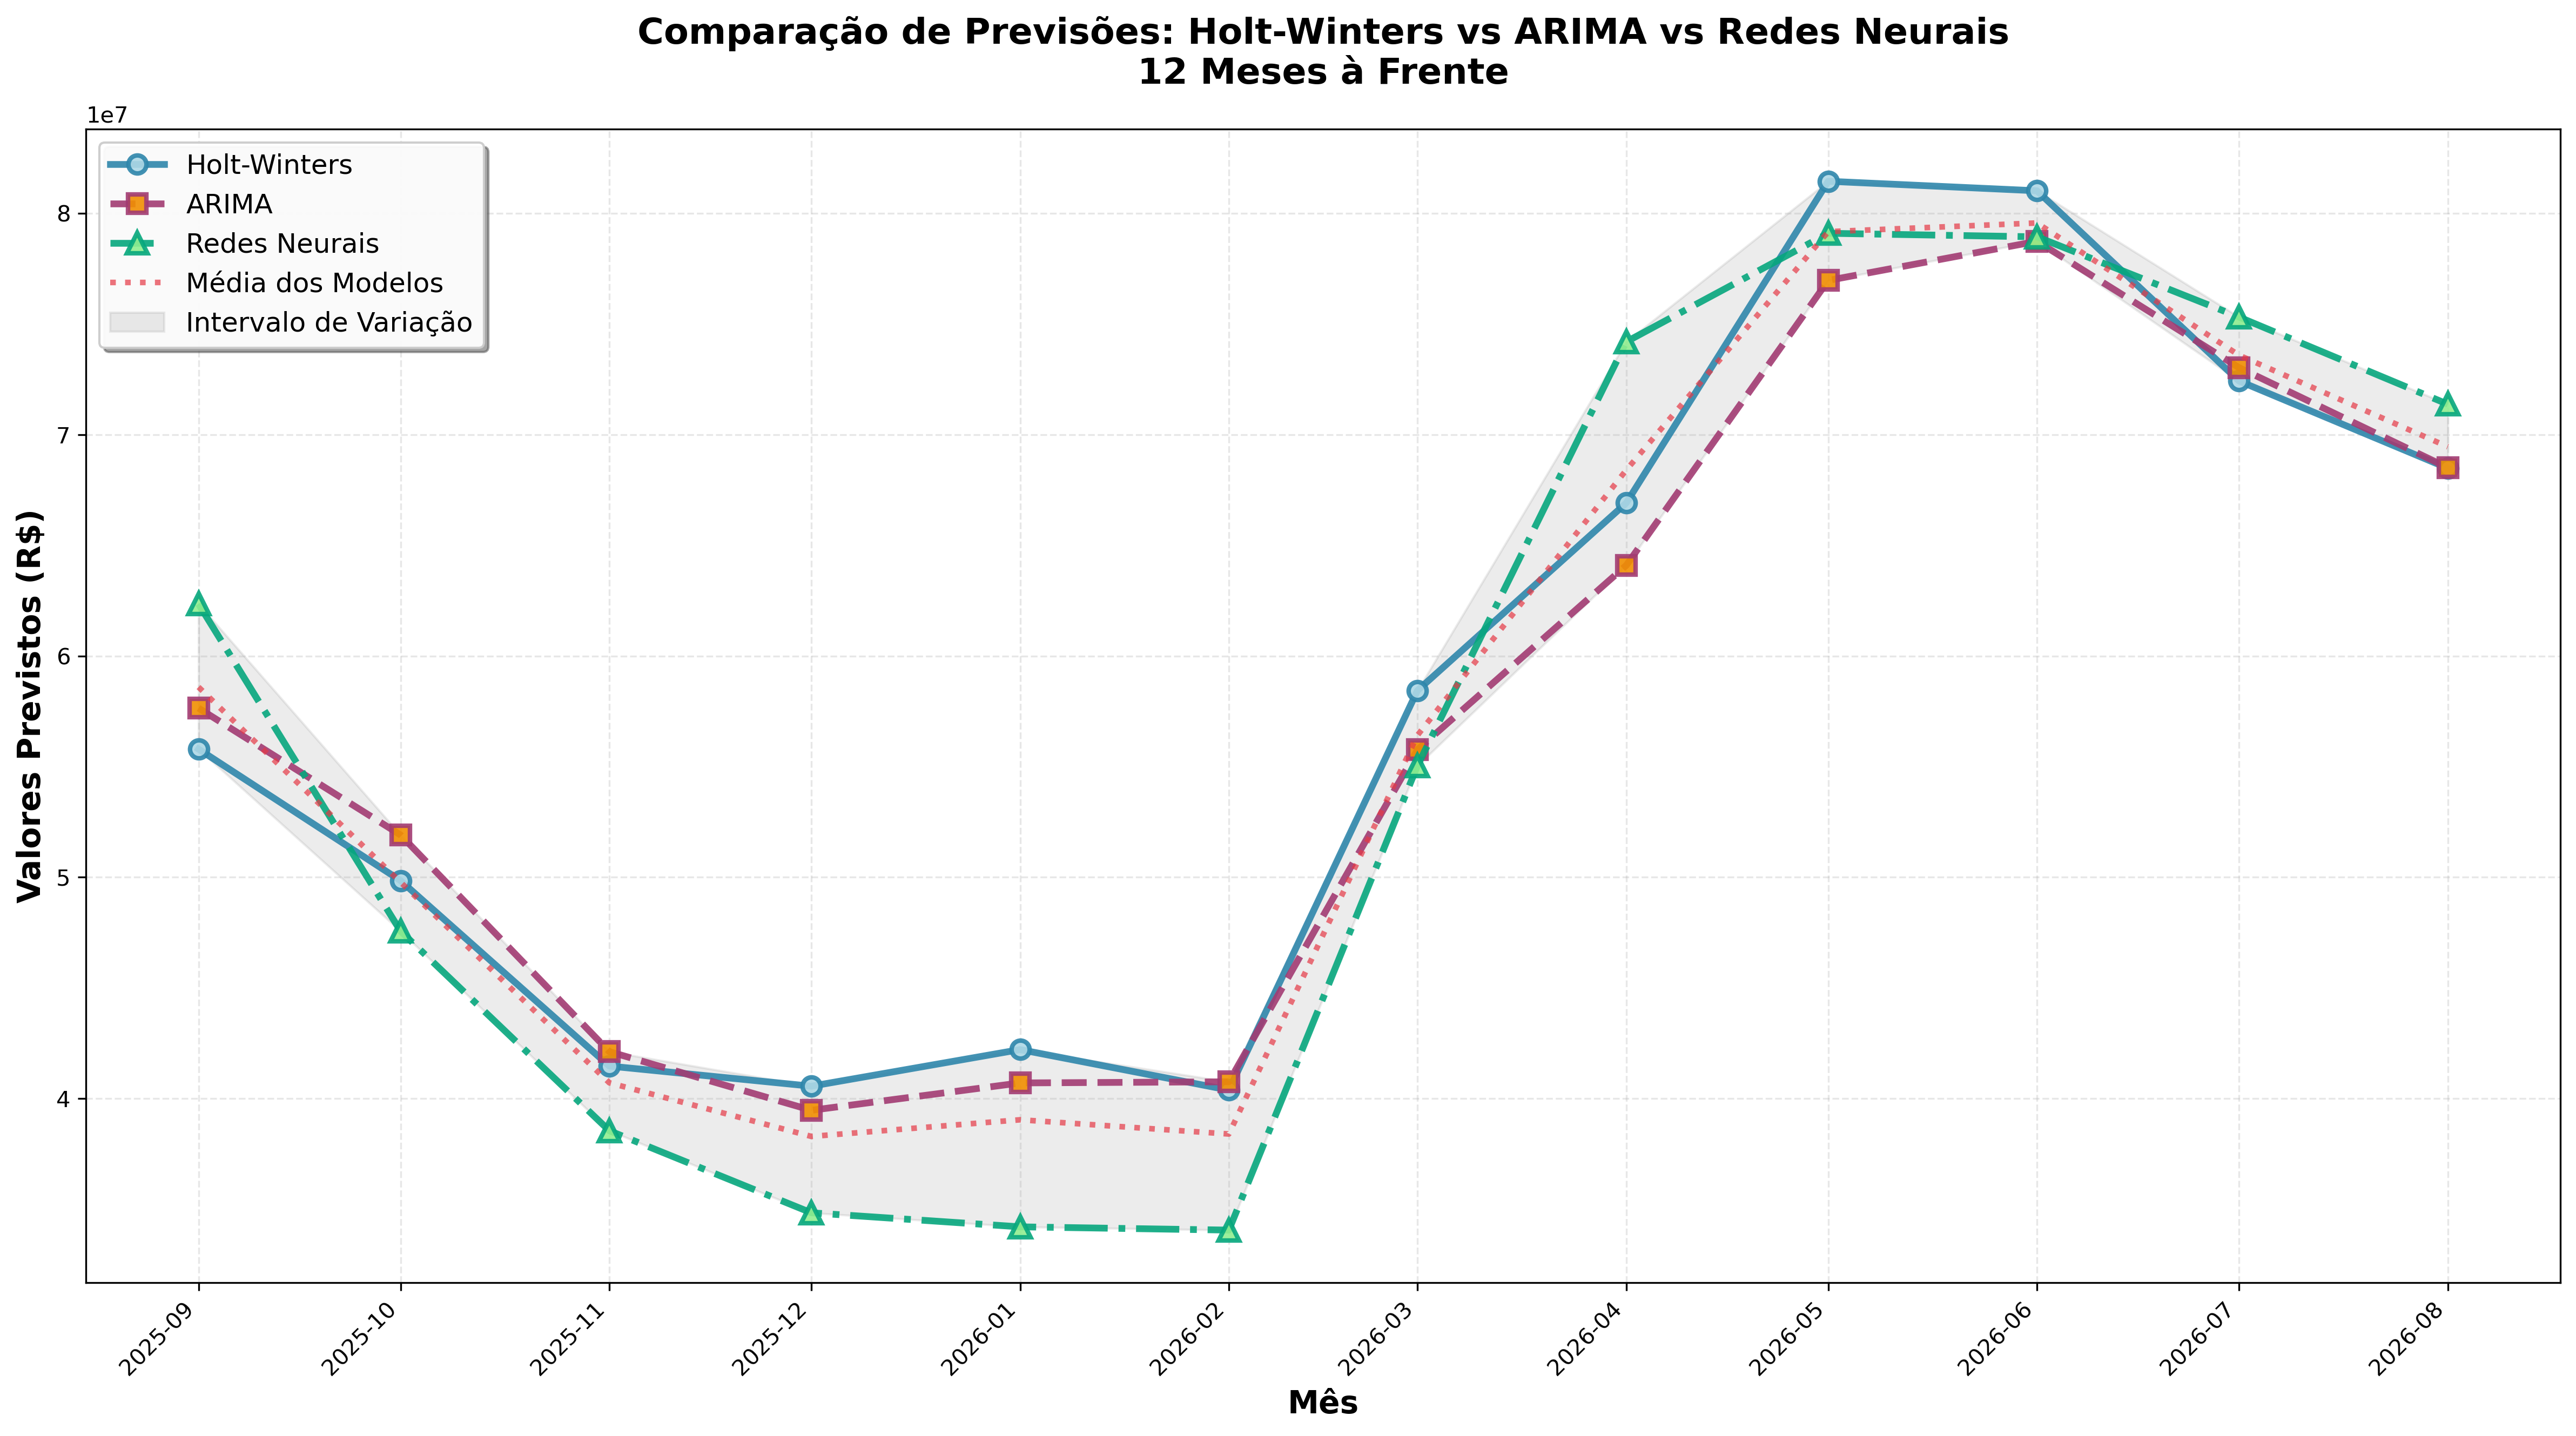 Comparação de Previsões: Holt-Winters vs ARIMA vs Redes Neurais
12 Meses à Frente
1e7
Holt-Winters
ARIMA
Redes Neurais
Média dos Modelos
Intervalo de Variação
8
7
6
5
4
Valores Previstos (R$)
2025-09
2025-10
2025-11
2025-12
2026-01
2026-02
2026-03
2026-04
2026-05
2026-06
2026-07
2026-08
Mês